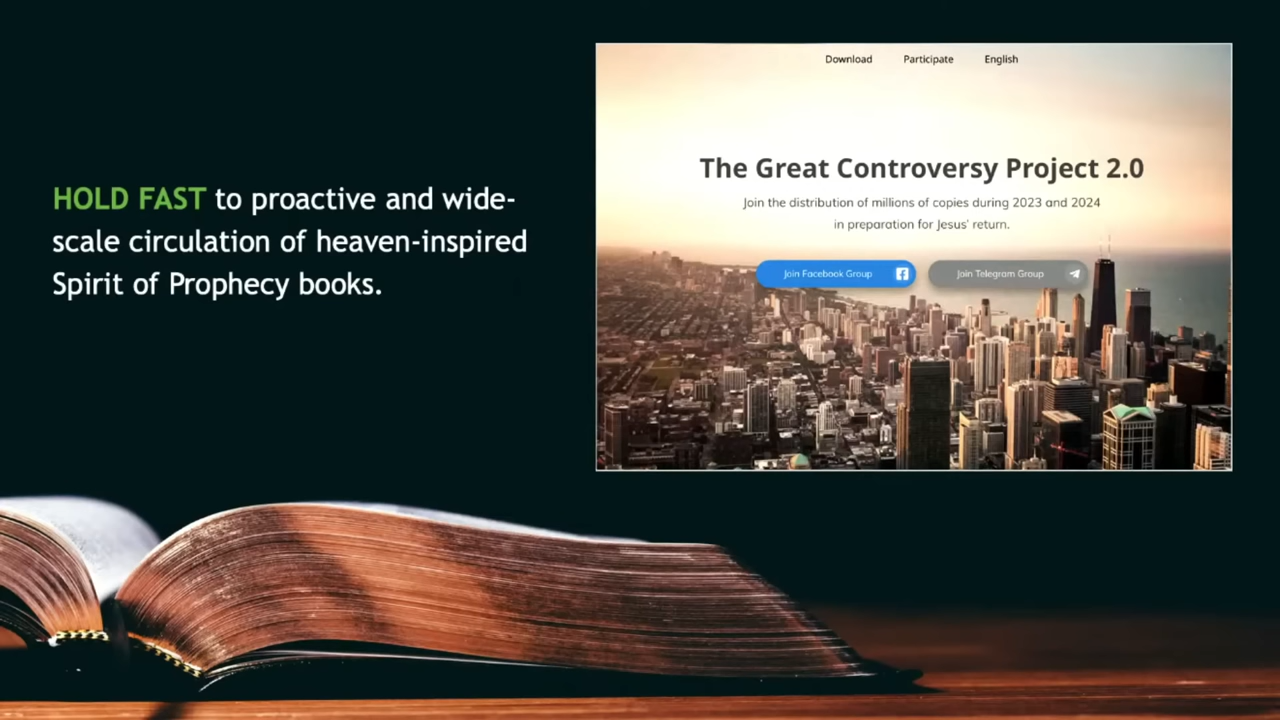 HOLD FAST to proactive and wide-
scale circulation of heaven-inspired
Spirit of Prophecy books.
Download Participate English
The Great Controversy Project 2.0
Join the distribution of millions of copies during 2023 and 2024
in preparation for Jesus' return.
Join Facebook Group Join Telegram Group